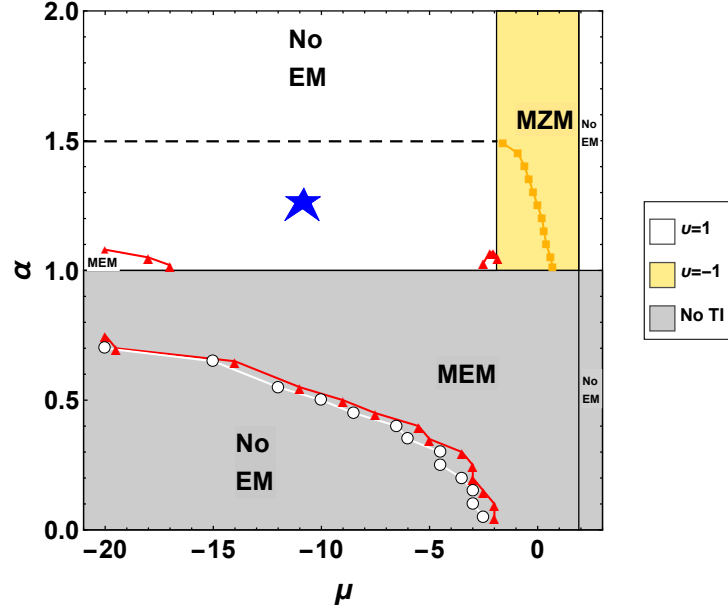 2.0
No
EM
MZM
No
EM
1.5
α
MEM
1.0
υ=1
υ=-1
No TI
MEM
No
EM
0.5
No
EM
0.0
-20
-15
-10
-5
0
μ